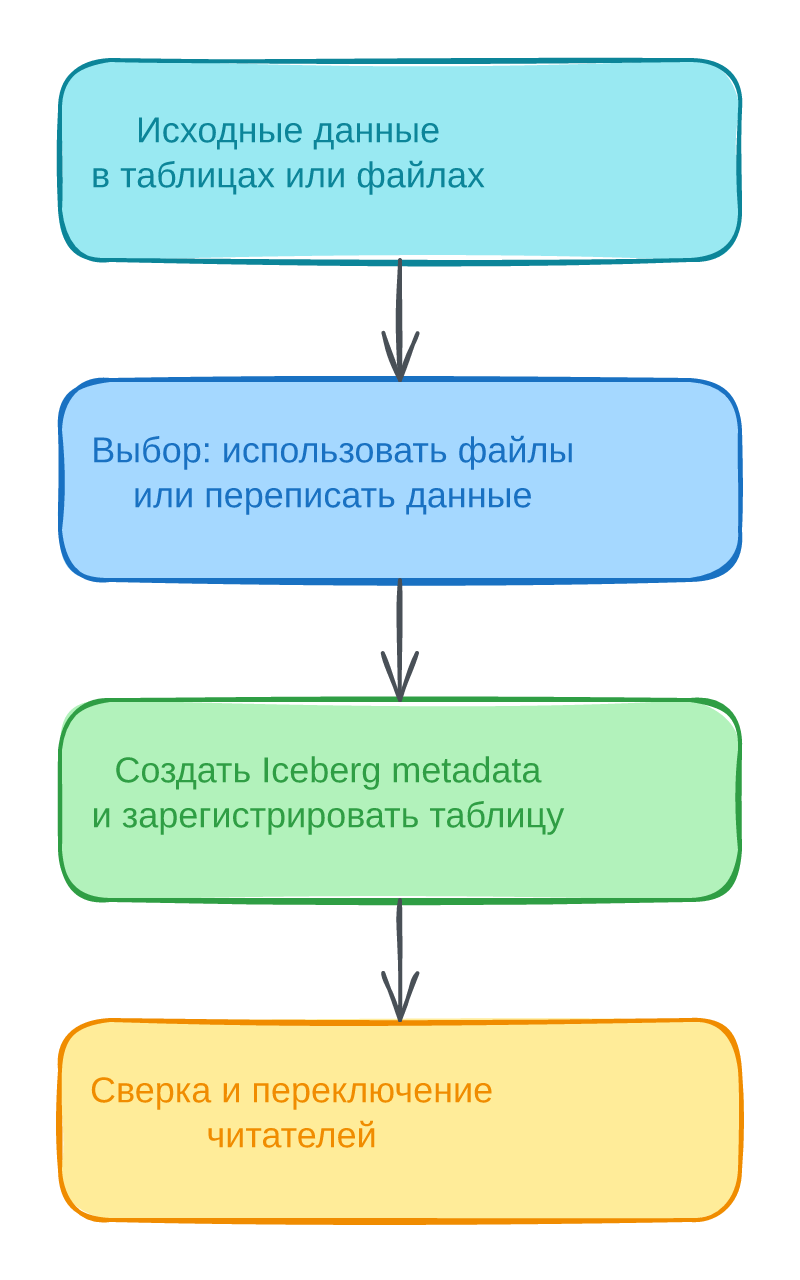 Исходные данные
в таблицах или файлах
Выбор: использовать файлы
или переписать данные
Создать Iceberg metadata
и зарегистрировать таблицу
Сверка и переключение
читателей